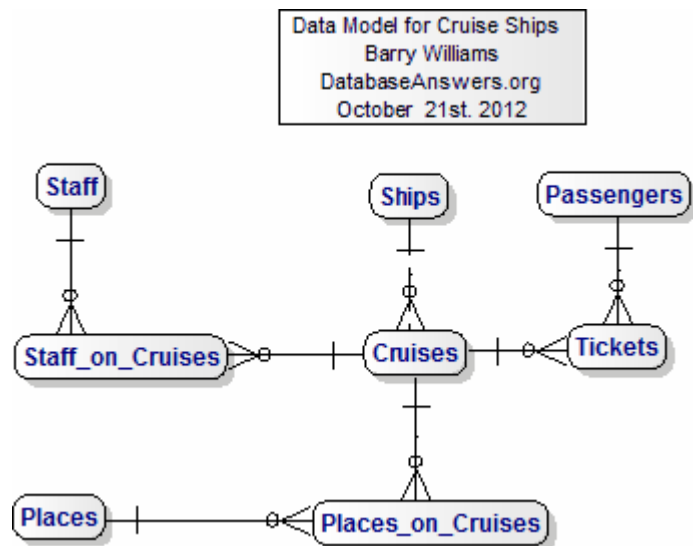 Data Model for Cruise Ships
Barry Williams
DatabaseAnswers.org
October 21st. 2012
Staff
Ships
Passengers
Staff_on_Cruises
Cruises
Tickets
Places
Places_on_Cruises